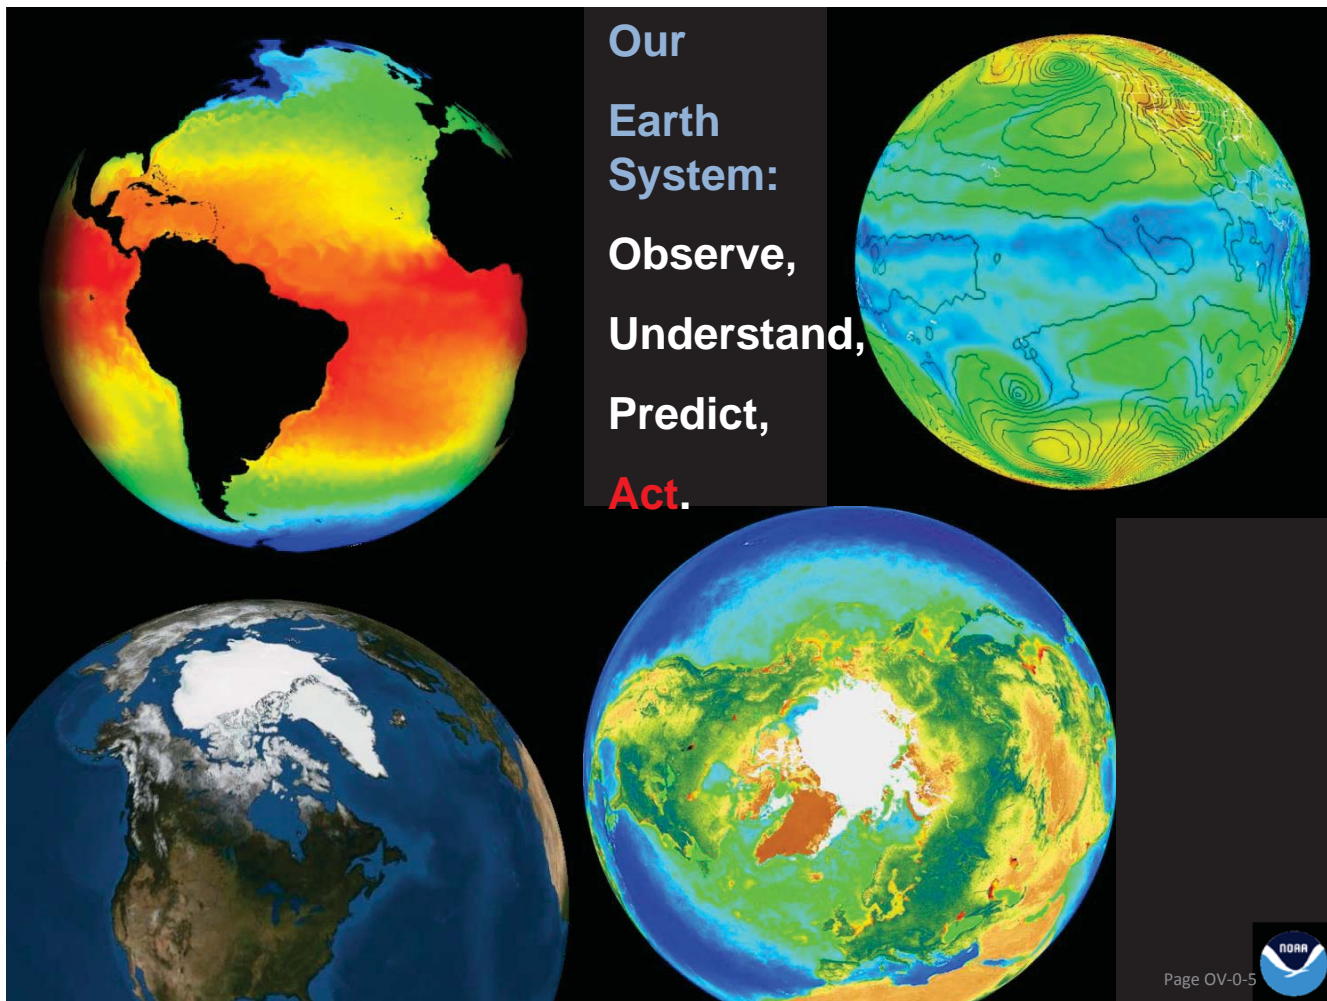 Our
Earth
System:
Observe,
Understand,
Predict,
Act.
Page OV-0-5
NOAA